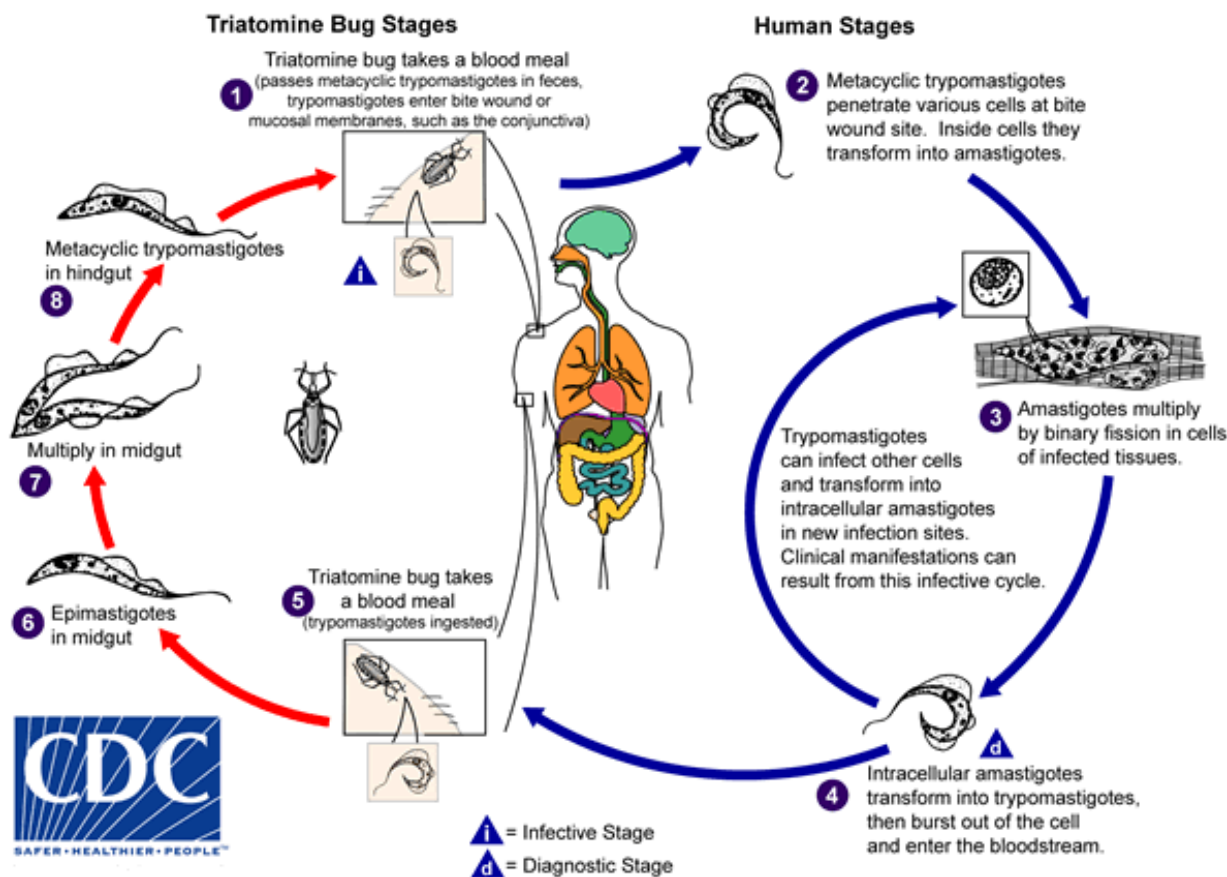 Triatomine Bug Stages
Human Stages
1
Triatomine bug takes a blood meal
(passes metacyclic trypomastigotes in feces,
trypomastigotes enter bite wound or
mucosal membranes, such as the conjunctiva)
i
2
Metacyclic trypomastigotes
penetrate various cells at bite
wound site. Inside cells they
transform into amastigotes.
3
Amastigotes multiply
by binary fission in cells
of infected tissues.
Trypomastigotes
can infect other cells
and transform into
intracellular amastigotes
in new infection sites.
Clinical manifestations can
result from this infective cycle.
d
4
Intracellular amastigotes
transform into trypomastigotes,
then burst out of the cell
and enter the bloodstream.
5
Triatomine bug takes
a blood meal
(trypomastigotes ingested)
6
Epimastigotes
in midgut
Multiply in midgut
7
Metacyclic trypomastigotes
in hindgut
8
CDC
SAFER•HEALTHIER•PEOPLE™
i = Infective Stage
d = Diagnostic Stage